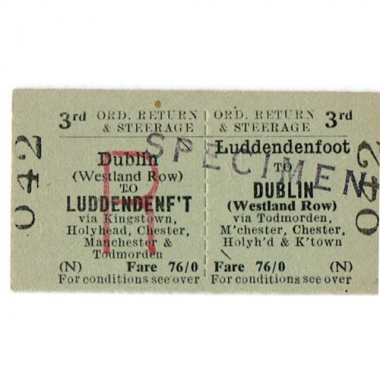 042
3rd ORD. RETURN
& STEERAGE
Dublin
(Westland Row)
TO
LUDDENDENF'T
via Kingstown,
Holyhead, Chester,
Manchester &
Todmorden
(N) Fare 76/0
For conditions see over
R
SPECIMEN
ORD. RETURN 3rd
& STEERAGE
Luddendenfoot
TO
DUBLIN
(Westland Row)
via Todmorden,
M'chester, Chester,
Holyh'd & K'town
Fare 76/0 (N)
For conditions see over
042